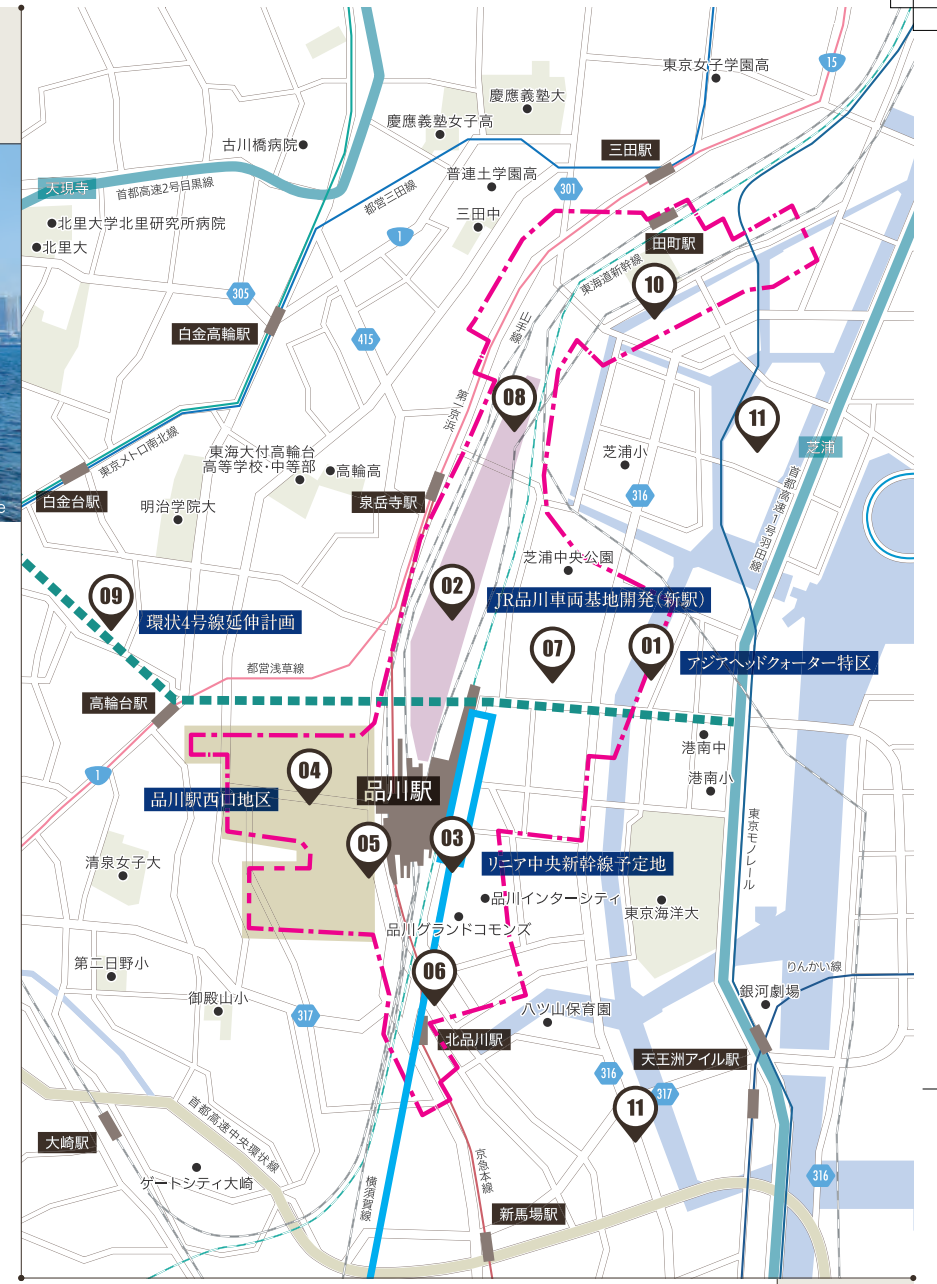 東京女子学園高
15
慶應義塾大
慶應義塾女子高
古川橋病院
三田駅
普連土学園高
301
天現寺
首都高速2号目黒線
都営三田線
三田中
北里大学北里研究所病院
1
北里大
田町駅
東海道新幹線
10
305
山手線
白金高輪駅
415
08
第一京浜
11
芝浦
東京メトロ南北線
東海大付高輪台
高等学校・中等部
高輪高
芝浦小
白金台駅
泉岳寺駅
316
明治学院大
首都高速1号羽田線
e
芝浦中央公園
09
02
JR品川車両基地開発(新駅)
環状4号線延伸計画
07
01
アジアヘッドクォーター特区
都営浅草線
高輪台駅
港南中
04
品川駅
港南小
1
品川駅西口地区
05
03
東京モノレール
清泉女子大
リニア中央新幹線予定地
品川インターシティ
東京海洋大
品川グランドコモンズ
06
第二日野小
りんかい線
御殿山小
銀河劇場
八ツ山保育園
317
北品川駅
天王洲アイル駅
316
317
11
首都高速中央環状線
大崎駅
ゲートシティ大崎
京急本線
横須賀線
316
新馬場駅